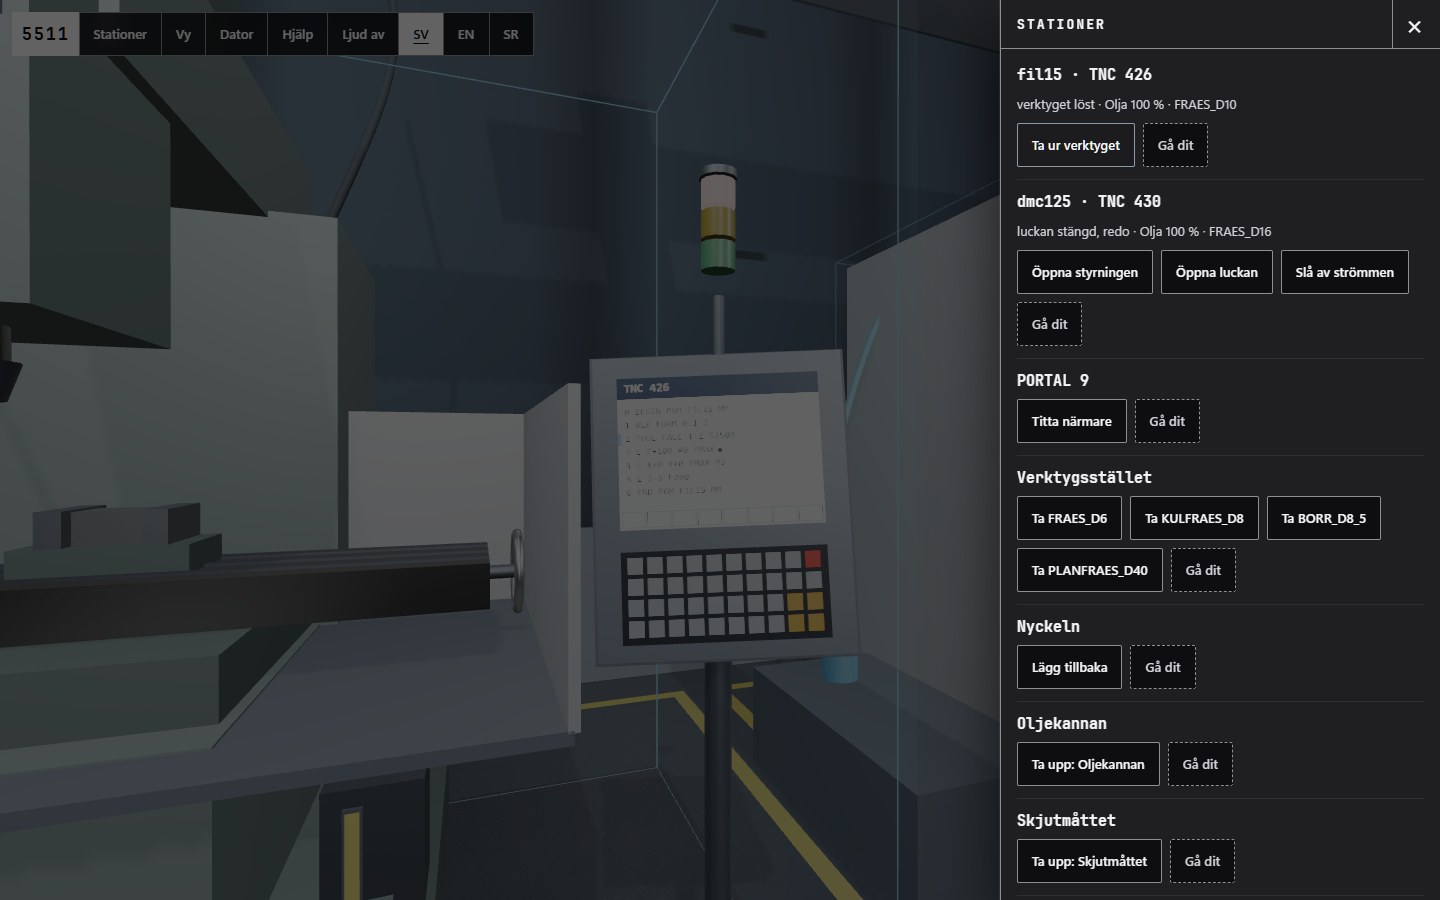 5511 Stationer Vy Dator Hjälp Ljud av SV EN SR
TNC 426
STATIONER
fil15 · TNC 426
verktyget löst · Olja 100 % · FRAES_D10
Ta ur verktyget Gå dit
dmc125 · TNC 430
luckan stängd, redo · Olja 100 % · FRAES_D16
Öppna styrningen Öppna luckan Slå av strömmen
Gå dit
PORTAL 9
Titta närmare Gå dit
Verktygsstället
Ta FRAES_D6 Ta KULFRAES_D8 Ta BORR_D8_5
Ta PLANFRAES_D40 Gå dit
Nyckeln
Lägg tillbaka Gå dit
Oljekannan
Ta upp: Oljekannan Gå dit
Skjutmåttet
Ta upp: Skjutmåttet Gå dit